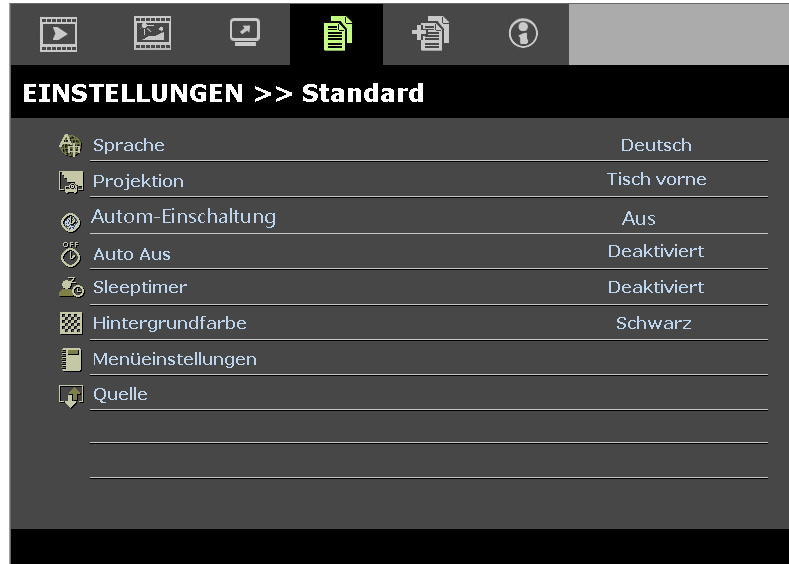 EINSTELLUNGEN >> Standard
Sprache Deutsch
Projektion Tisch vorne
Autom-Einschaltung Aus
OFF
Auto Aus Deaktiviert
Sleeptimer Deaktiviert
Hintergrundfarbe Schwarz
Menüeinstellungen
Quelle